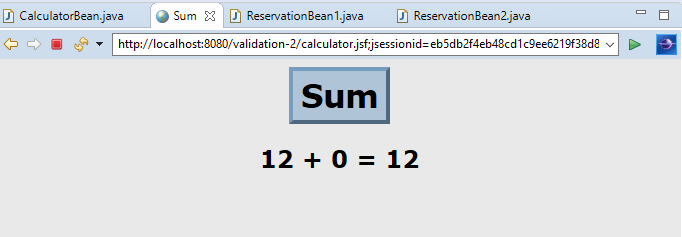 CalculatorBean.java Sum ReservationBean1.java ReservationBean2.java
http://localhost:8080/validation-2/calculator.jsf;jsessionid=eb5db2f4eb48cd1c9ee6219f38d8
Sum
12 + 0 = 12